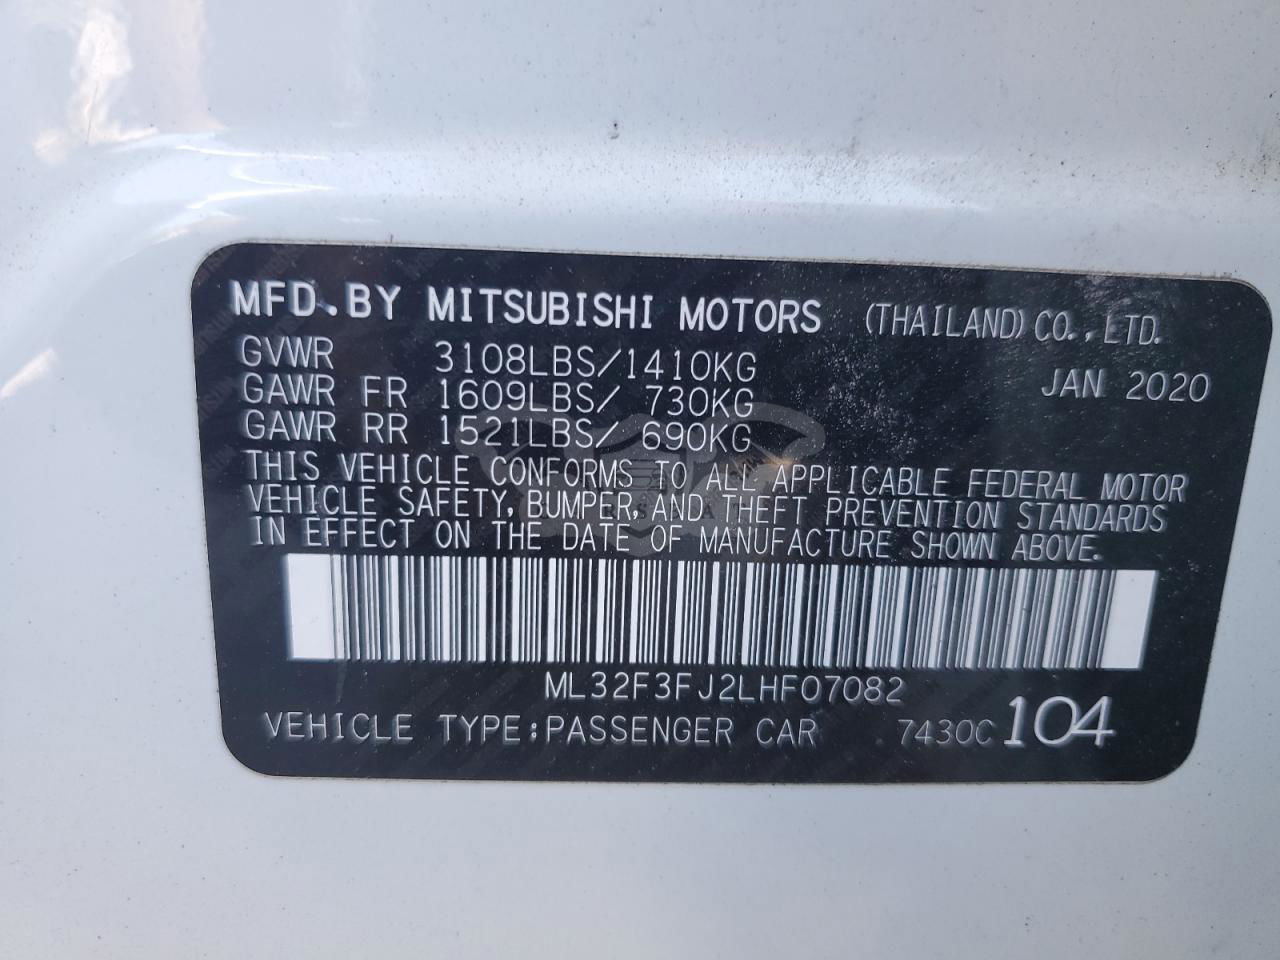 MFD.BY MITSUBISHI MOTORS (THAILAND) CO., LTD.
GVWR 3108LBS/1410KG JAN 2020
GAWR FR 1609LBS/ 730KG
GAWR RR 1521LBS/ 690KG
THIS VEHICLE CONFORMS TO ALL APPLICABLE FEDERAL MOTOR
VEHICLE SAFETY, BUMPER, AND THEFT PREVENTION STANDARDS
IN EFFECT ON THE DATE OF MANUFACTURE SHOWN ABOVE.
ML32F3FJ2LHF07082
VEHICLE TYPE:PASSENGER CAR 7430C 104